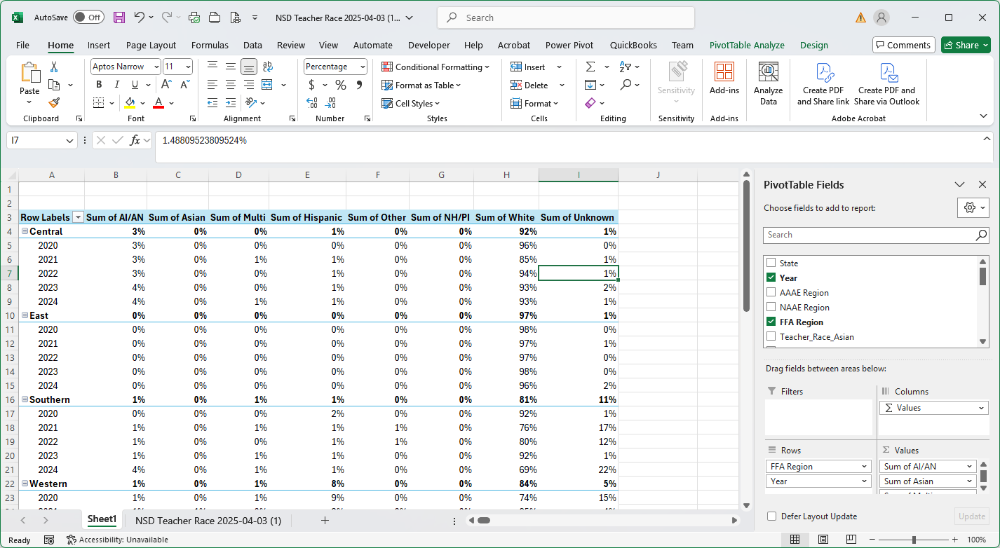 AutoSave Off NSD Teacher Race 2025-04-03 (1... Search
File Home Insert Page Layout Formulas Data Review View Automate Developer Help Acrobat Power Pivot QuickBooks Team PivotTable Analyze Design Comments Share
Aptos Narrow 11 Percentage Conditional Formatting Insert
Paste B I U Format as Table Delete Sensitivity Add-ins Analyze Data Create PDF and Share link Create PDF and Share via Outlook
Cell Styles Format
Clipboard Font Alignment Number Styles Cells Editing Sensitivity Add-ins Adobe Acrobat
I7 fx 1.48809523809524%
A B C D E F G H I J
1
2
3 Row Labels Sum of AI/AN Sum of Asian Sum of Multi Sum of Hispanic Sum of Other Sum of NH/PI Sum of White Sum of Unknown
4 Central 3% 0% 0% 1% 0% 0% 92% 1%
5 2020 3% 0% 0% 0% 0% 0% 96% 0%
6 2021 3% 0% 1% 1% 0% 0% 85% 1%
7 2022 3% 0% 0% 1% 0% 0% 94% 1%
8 2023 4% 0% 0% 1% 0% 0% 93% 2%
9 2024 4% 0% 1% 1% 0% 0% 93% 1%
10 East 0% 0% 0% 0% 0% 0% 97% 1%
11 2020 0% 0% 0% 0% 0% 0% 98% 0%
12 2021 0% 0% 0% 0% 0% 0% 97% 1%
13 2022 0% 0% 0% 0% 0% 0% 97% 0%
14 2023 0% 0% 0% 0% 0% 0% 98% 0%
15 2024 0% 0% 0% 0% 0% 0% 96% 2%
16 Southern 1% 0% 1% 1% 0% 0% 81% 11%
17 2020 0% 0% 0% 2% 0% 0% 92% 1%
18 2021 1% 0% 1% 1% 1% 0% 76% 17%
19 2022 1% 0% 0% 1% 1% 0% 80% 12%
20 2023 1% 0% 1% 1% 0% 0% 92% 1%
21 2024 4% 0% 1% 1% 0% 0% 69% 22%
22 Western 1% 0% 1% 8% 0% 0% 84% 5%
23 2020 1% 0% 1% 9% 0% 0% 74% 15%
PivotTable Fields
Choose fields to add to report:
Search
State
Year
AAAE Region
NAAE Region
FFA Region
Teacher_Race_Asian
Drag fields between areas below:
Filters Columns
Σ Values
Rows Σ Values
FFA Region Sum of AI/AN
Year Sum of Asian
Defer Layout Update Update
Sheet1 NSD Teacher Race 2025-04-03 (1)
Ready Accessibility: Unavailable 100%